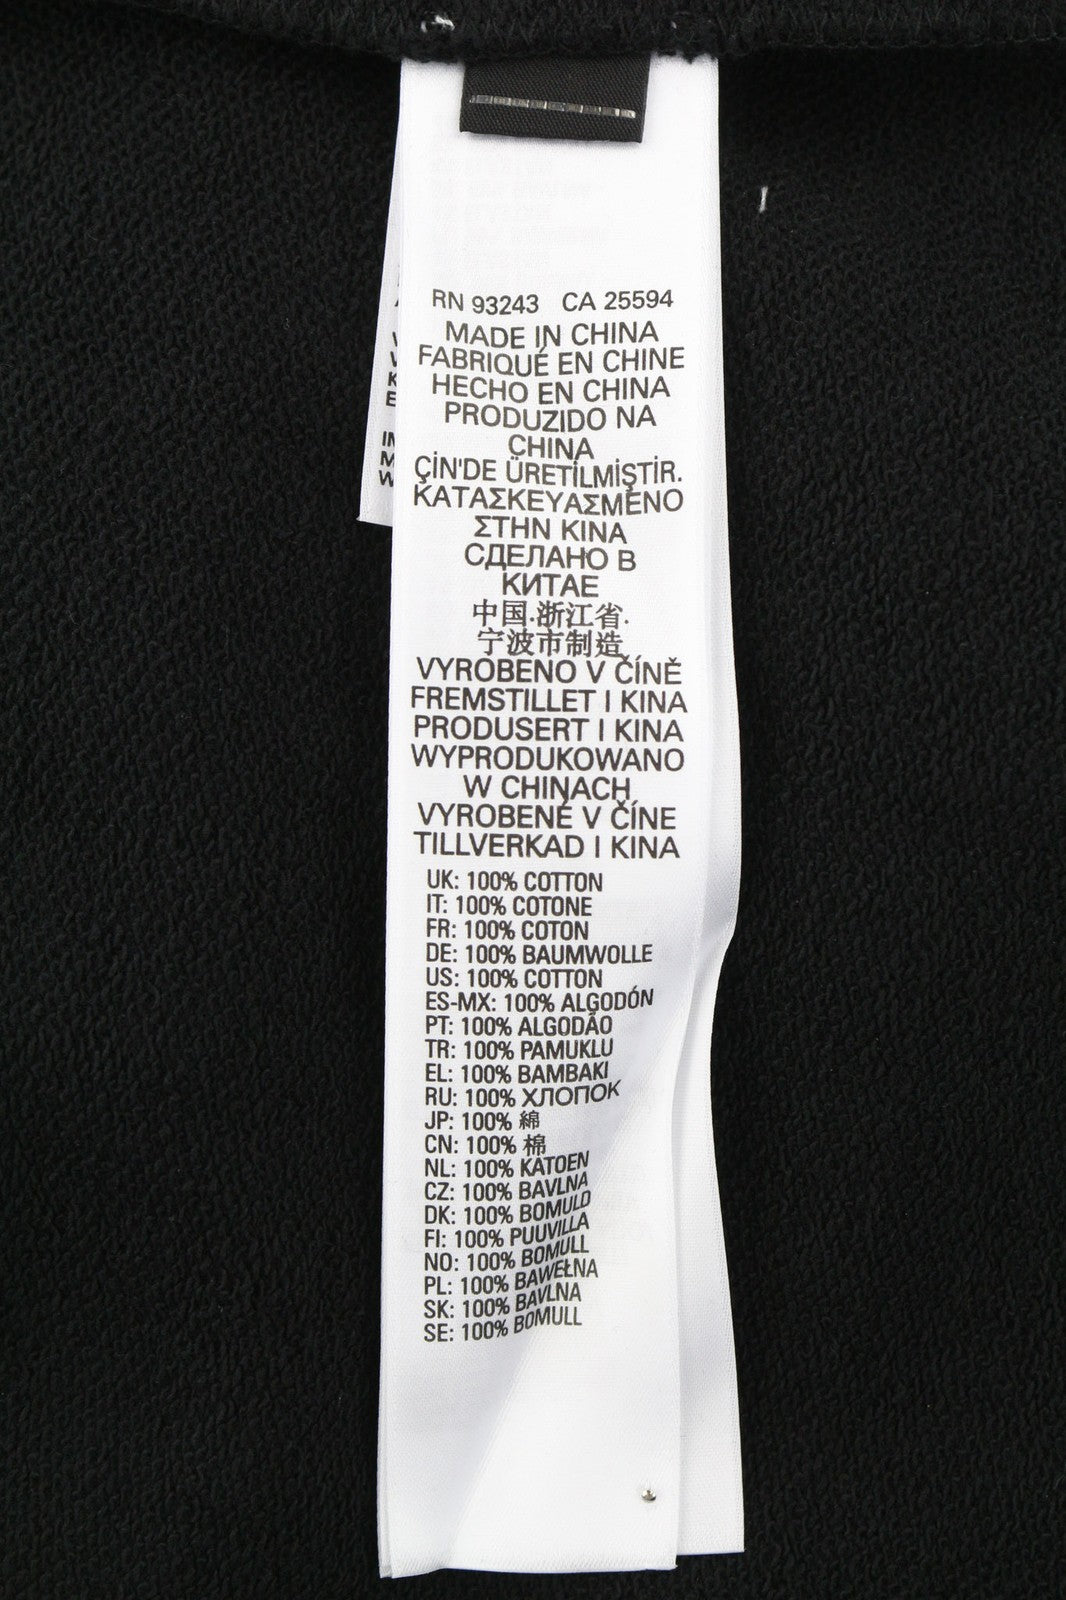 RN 93243 CA 25594
MADE IN CHINA
FABRIQUÉ EN CHINE
HECHO EN CHINA
PRODUZIDO NA
CHINA
ÇİN'DE ÜRETİLMİŞTİR.
ΚΑΤΑΣΚΕΥΑΣΜΕΝΟ
ΣΤΗΝ ΚΙΝΑ
СДЕЛАНО В
КИТАЕ
中国.浙江省.
宁波市制造
VYROBENO V ČÍNĚ
FREMSTILLET I KINA
PRODUSERT I KINA
WYPRODUKOWANO
W CHINACH
VYROBENÉ V ČÍNE
TILLVERKAD I KINA
UK: 100% COTTON
IT: 100% COTONE
FR: 100% COTON
DE: 100% BAUMWOLLE
US: 100% COTTON
ES-MX: 100% ALGODÓN
PT: 100% ALGODÃO
TR: 100% PAMUKLU
EL: 100% ΒΑΜΒΑΚΙ
RU: 100% ХЛОПОК
JP: 100% 綿
CN: 100% 棉
NL: 100% KATOEN
CZ: 100% BAVLNA
DK: 100% BOMULD
FI: 100% PUUVILLA
NO: 100% BOMULL
PL: 100% BAWEŁNA
SK: 100% BAVLNA
SE: 100% BOMULL